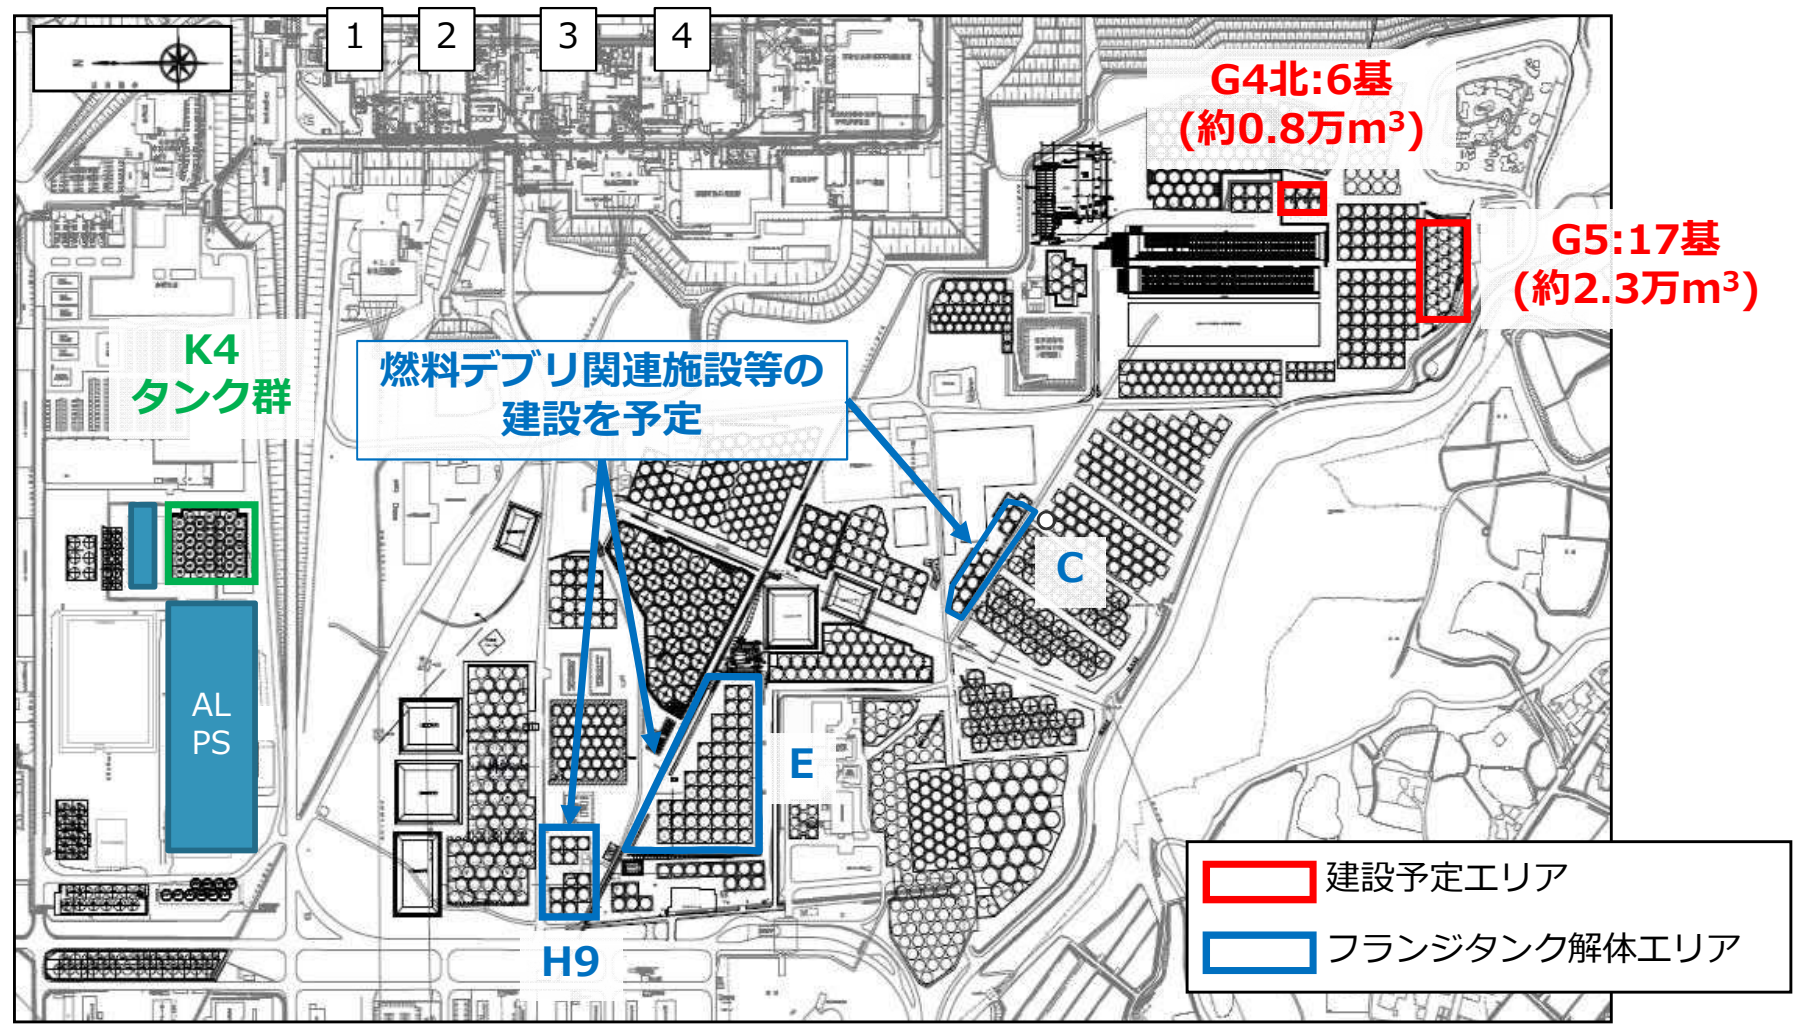 1
2
3
4
N
G4北:6基
(約0.8万m³)
G5:17基
(約2.3万m³)
K4
タンク群
燃料デブリ関連施設等の
建設を予定
C
AL
PS
E
H9
建設予定エリア
フランジタンク解体エリア